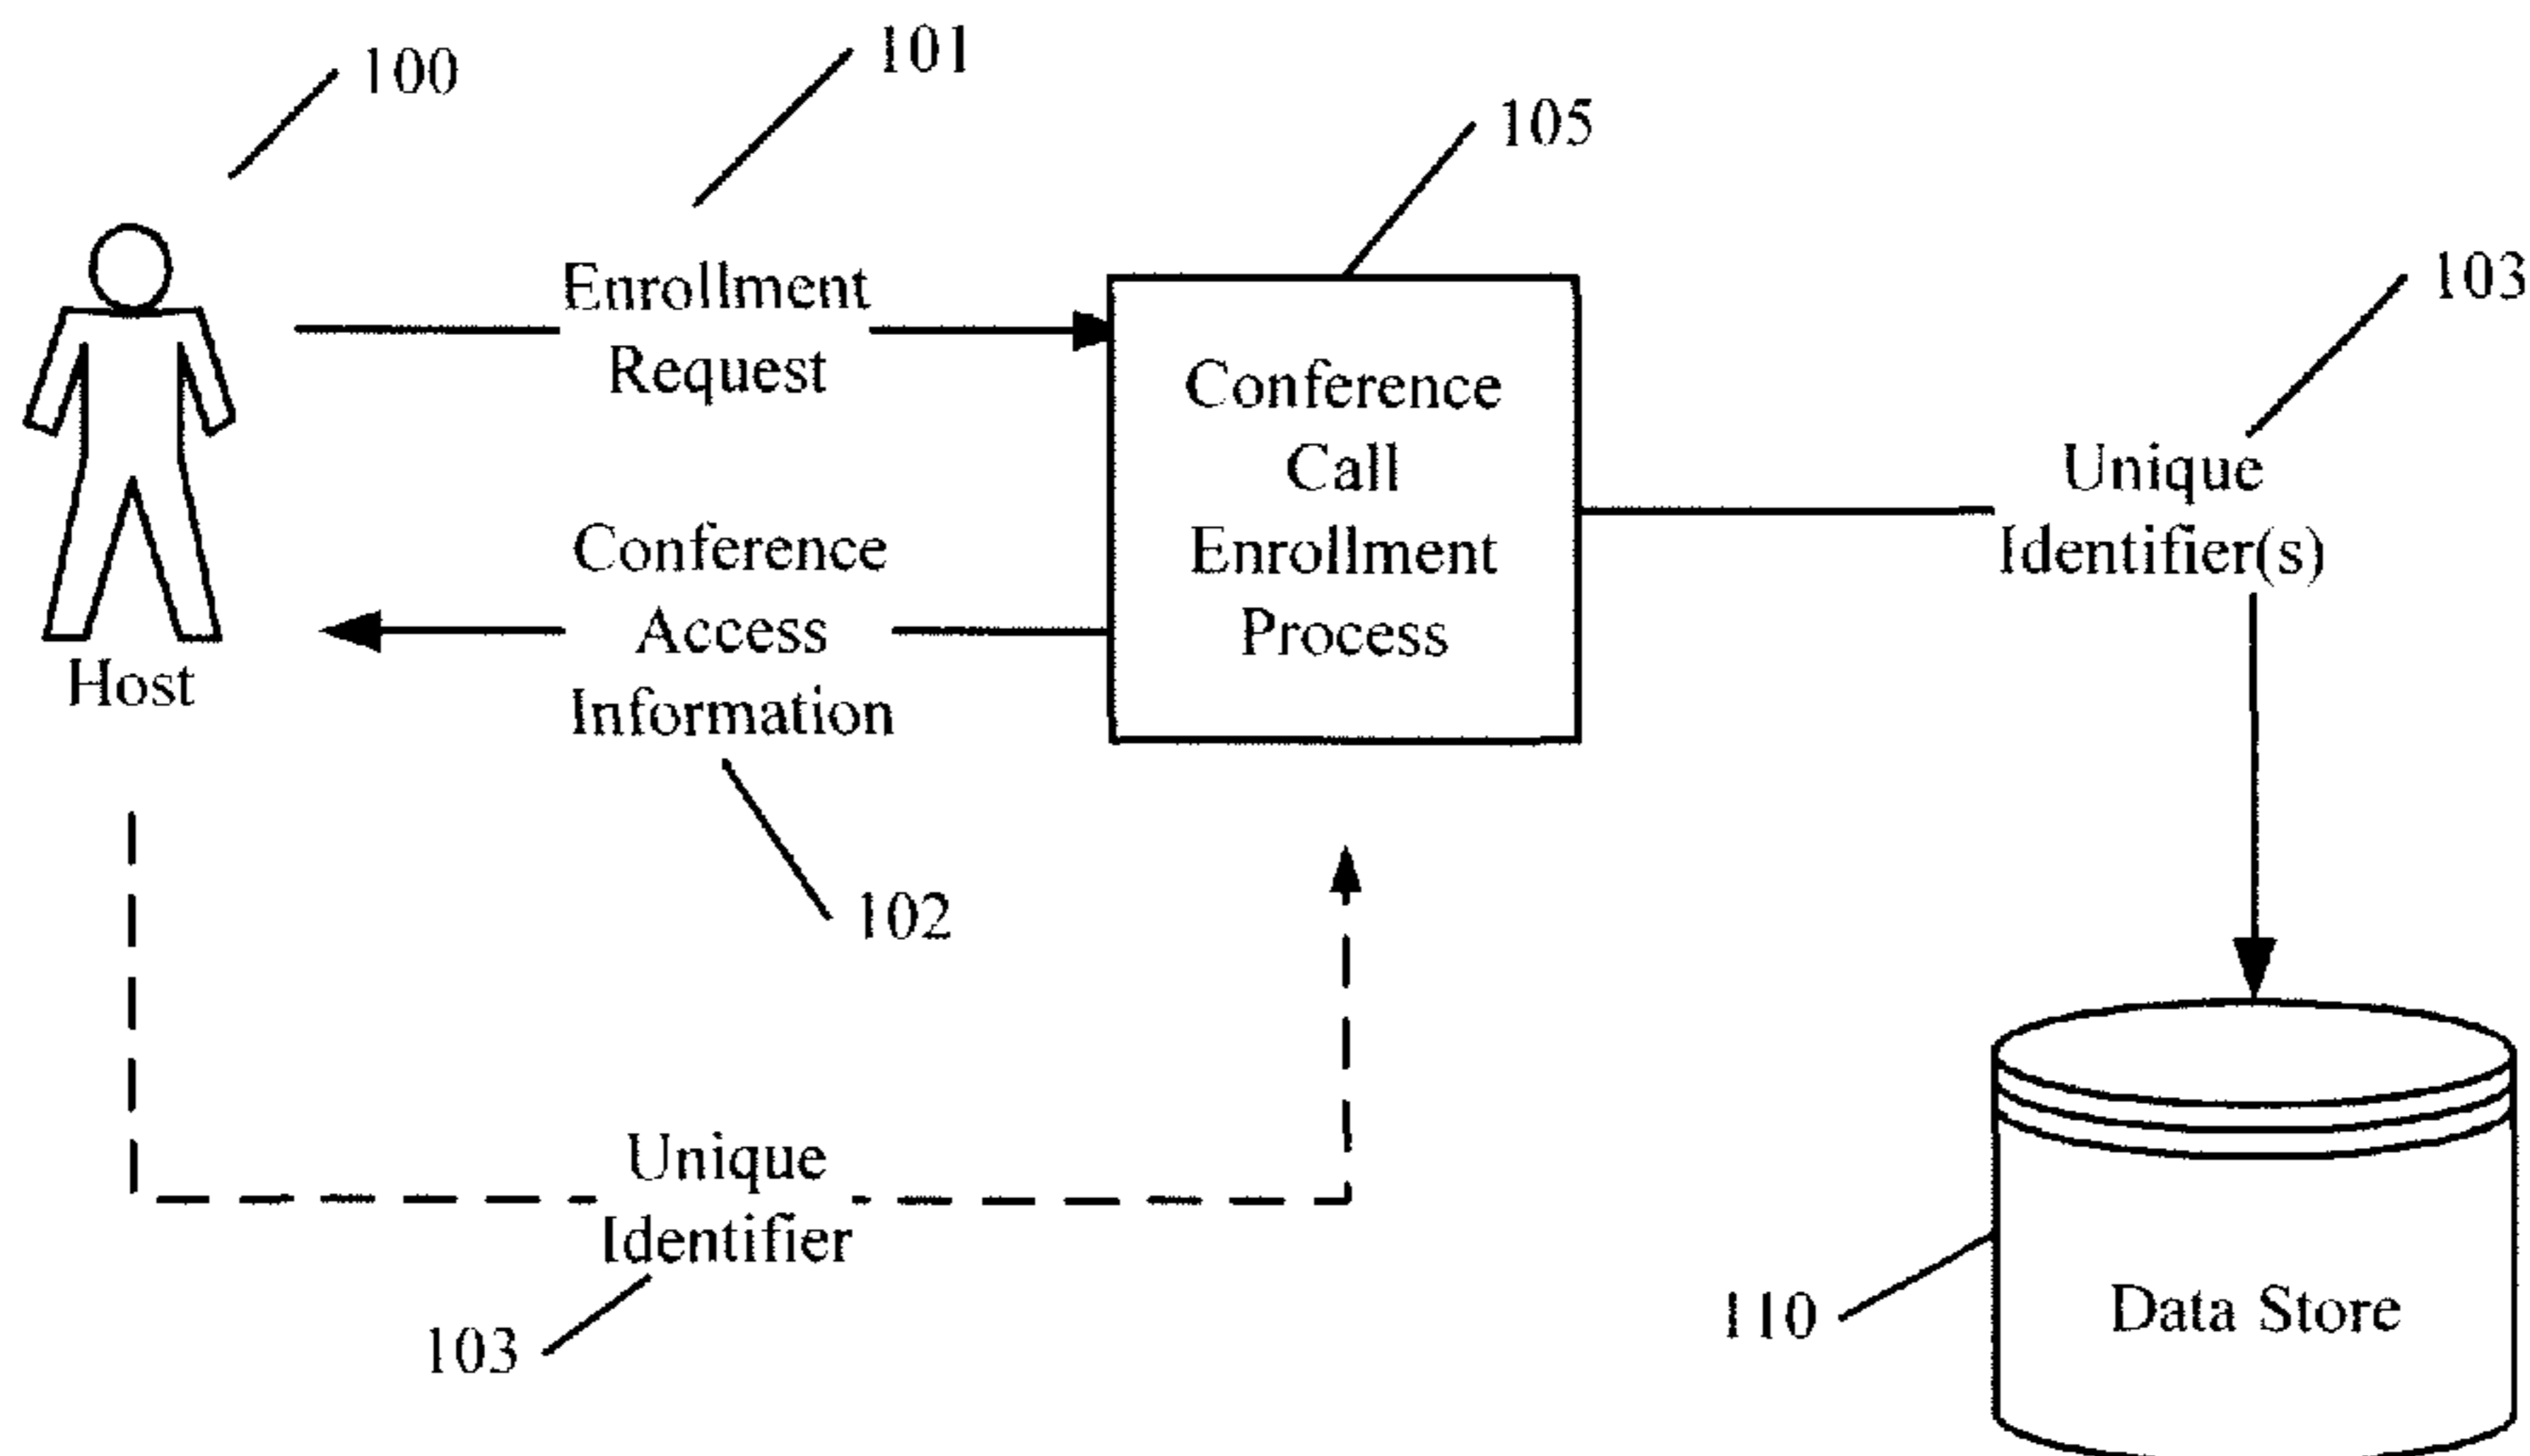 100
101
105
103
Enrollment
Request
Conference
Call
Enrollment
Process
Unique
Identifier(s)
Conference
Access
Information
Host
102
Unique
Identifier
103
110
Data Store